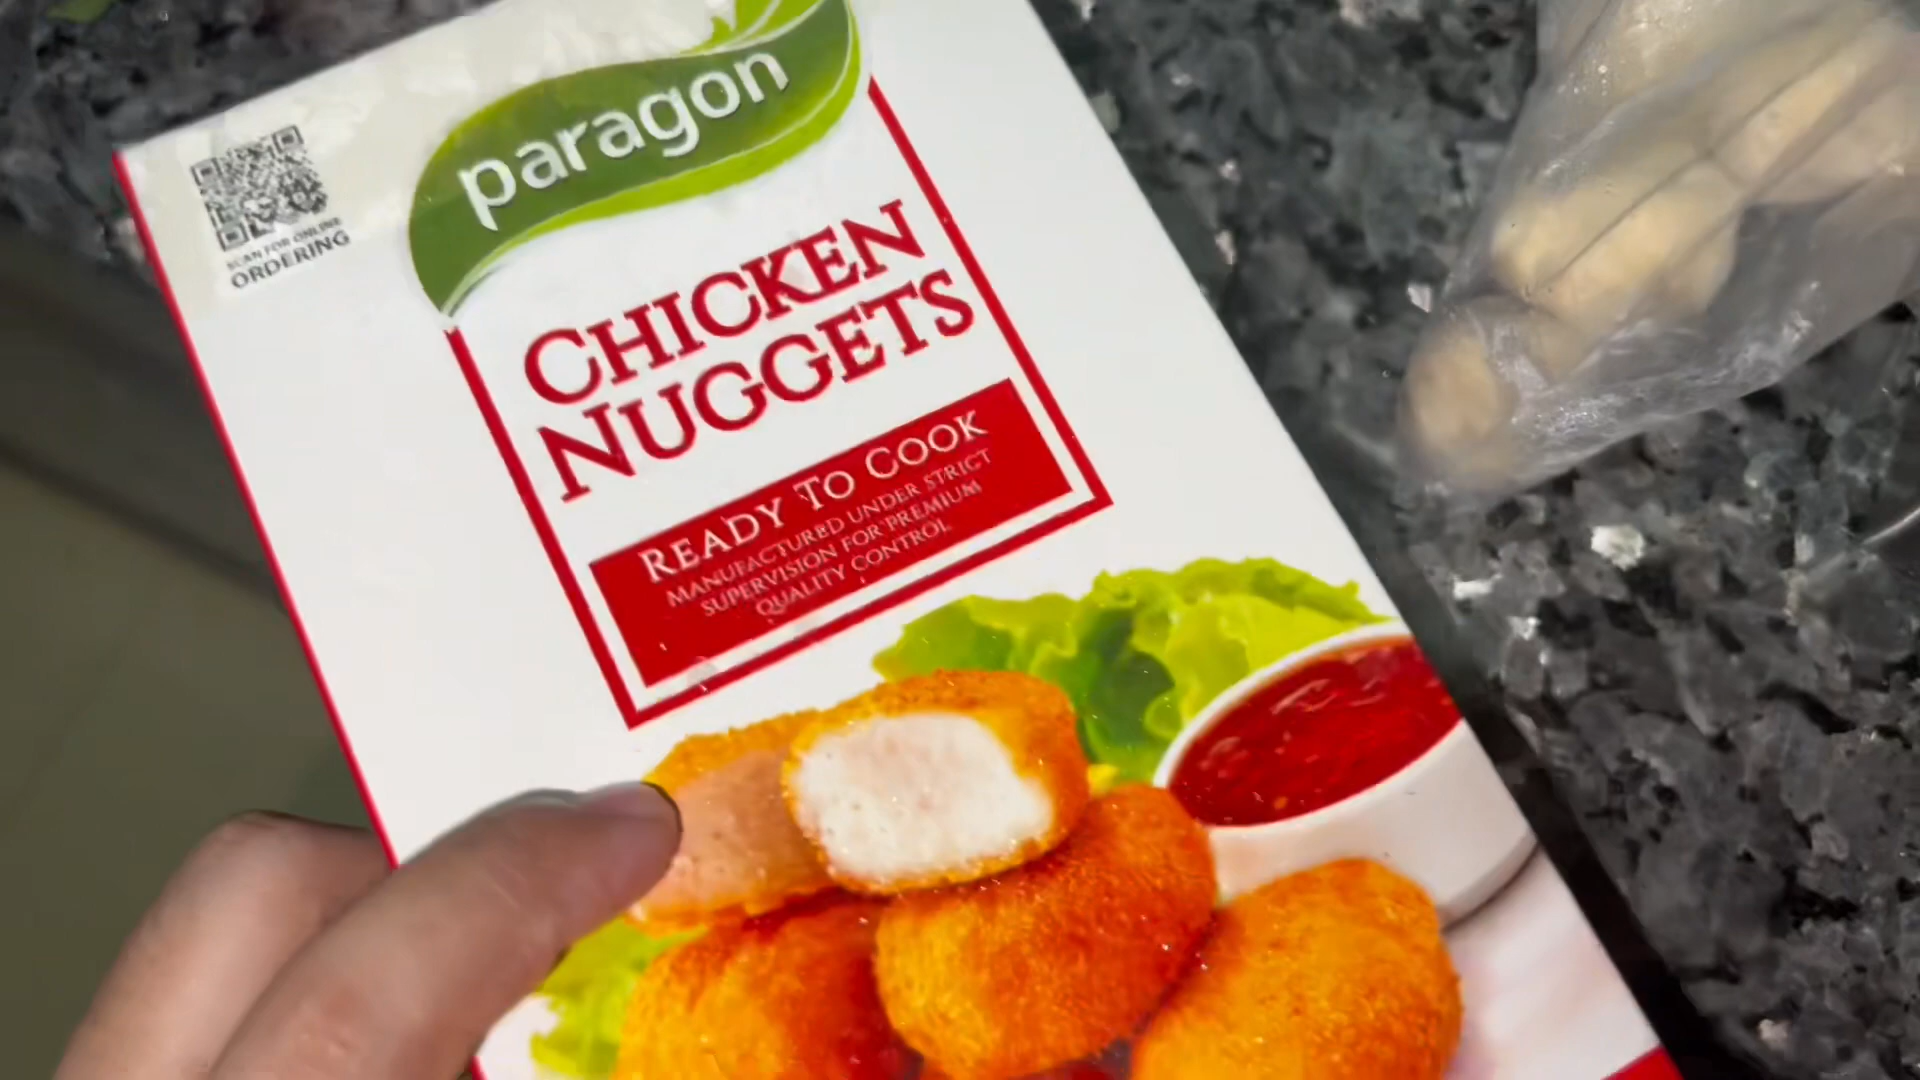 paragon
SCAN FOR ONLINE
ORDERING
CHICKEN
NUGGETS
READY TO COOK
MANUFACTURED UNDER STRICT
SUPERVISION FOR PREMIUM
QUALITY CONTROL